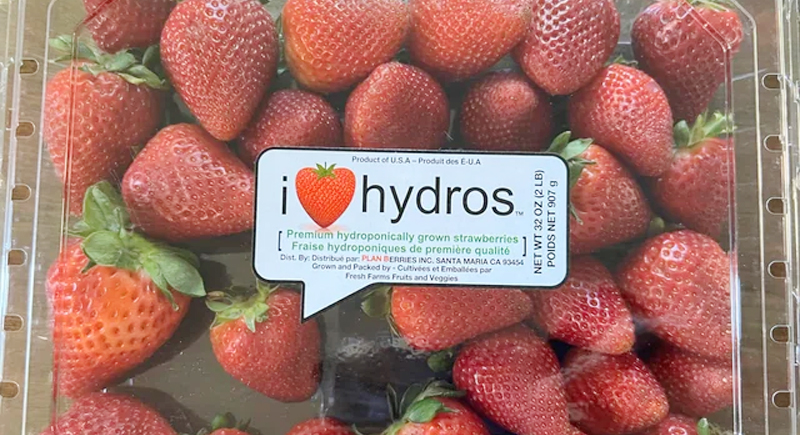 Product of U.S.A – Produit des É-U.A
i hydros™
Premium hydroponically grown strawberries
Fraise hydroponiques de première qualité
Dist. By: Distribué par: PLAN BERRIES INC. SANTA MARIA CA 93454
Grown and Packed by - Cultivées et Emballées par
Fresh Farms Fruits and Veggies
NET WT 32 OZ (2 LB)
POIDS NET 907 g